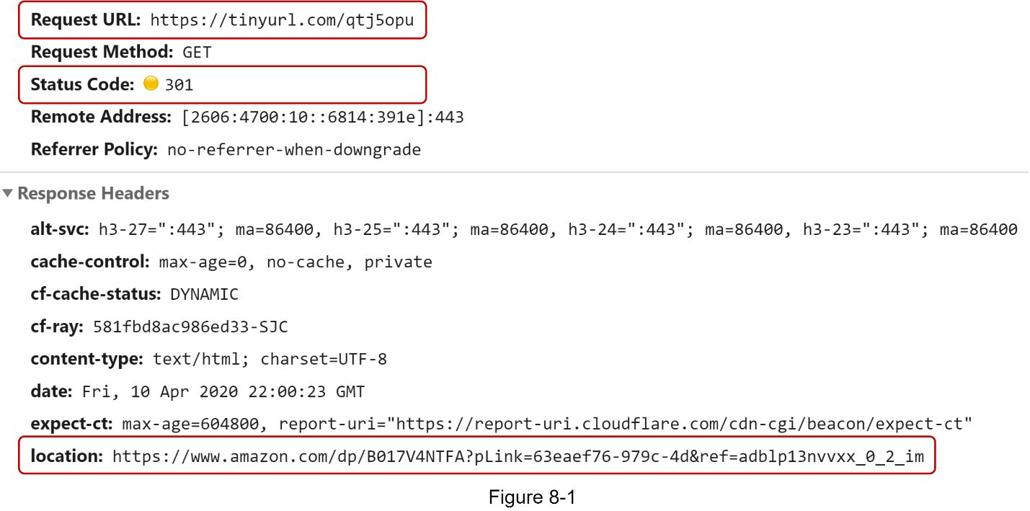 Request URL: https://tinyurl.com/qtj5opu
Request Method: GET
Status Code: 301
Remote Address: [2606:4700:10::6814:391e]:443
Referrer Policy: no-referrer-when-downgrade
Response Headers
alt-svc: h3-27=":443"; ma=86400, h3-25=":443"; ma=86400, h3-24=":443"; ma=86400, h3-23=":443"; ma=86400
cache-control: max-age=0, no-cache, private
cf-cache-status: DYNAMIC
cf-ray: 581fbd8ac986ed33-SJC
content-type: text/html; charset=UTF-8
date: Fri, 10 Apr 2020 22:00:23 GMT
expect-ct: max-age=604800, report-uri="https://report-uri.cloudflare.com/cdn-cgi/beacon/expect-ct"
location: https://www.amazon.com/dp/B017V4NTFA?pLink=63eaef76-979c-4d&ref=adblp13nvvxx_0_2_im
Figure 8-1